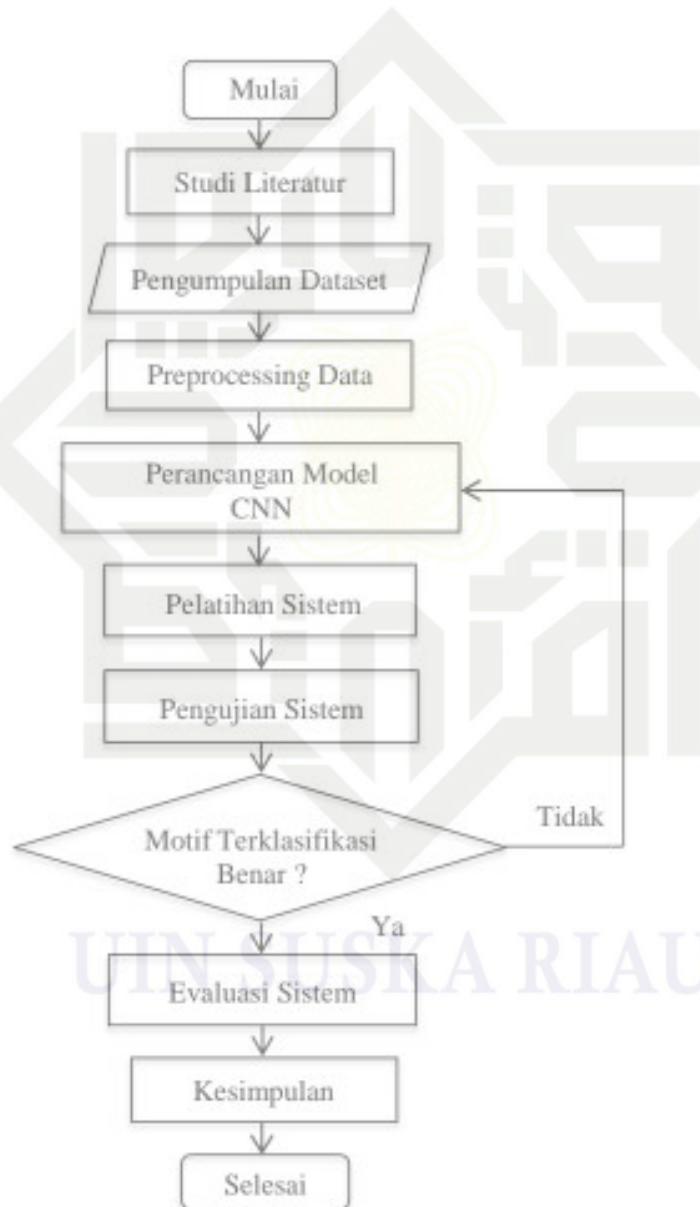 Mulai
Studi Literatur
Pengumpulan Dataset
Preprocessing Data
Perancangan Model
CNN
Pelatihan Sistem
Pengujian Sistem
Motif Terklasifikasi
Benar ?
Tidak
Ya
UIN SUSKA RIAU
Evaluasi Sistem
Kesimpulan
Selesai